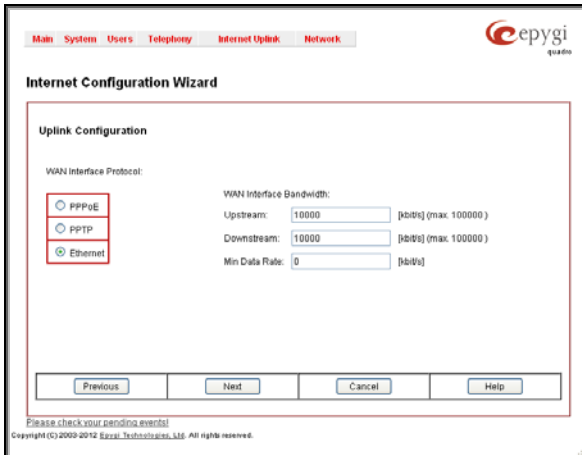 Main System Users Telephony Internet Uplink Network
epygi
quadro
Internet Configuration Wizard
Uplink Configuration
WAN Interface Protocol:
WAN Interface Bandwidth:
PPPoE
Upstream: 10000 [kbit/s] (max. 100000 )
PPTP
Downstream: 10000 [kbit/s] (max. 100000 )
Ethernet
Min Data Rate: 0 [kbit/s]
Previous Next Cancel Help
Please check your pending events!
Copyright (C) 2003-2012 Epygi Technologies, Ltd. All rights reserved.